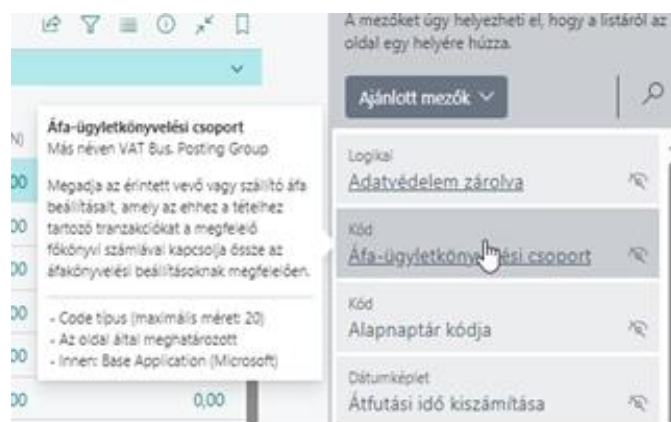 A mezőket úgy helyezheti el, hogy a listáról az
oldal egy helyére húzza.
Ajánlott mezők
N)
Áfa-ügyletkönyvelési csoport
Más néven VAT Bus. Posting Group
Megadja az érintett vevő vagy szállító áfa
beállításait, amely az ehhez a tételhez
tartozó tranzakciókat a megfelelő
főkönyvi számlával kapcsolja össze az
áfakönyvelési beállításoknak megfelelően.
- Code típus (maximális méret: 20)
- Az oldal által meghatározott
- Innen: Base Application (Microsoft)
00
00
00
00
00
00
0,00
Logikai
Adatvédelem zárolva
Kód
Áfa-ügyletkönyvelési csoport
Kód
Alapnaptár kódja
Dátumképlet
Átfutási idő kiszámítása